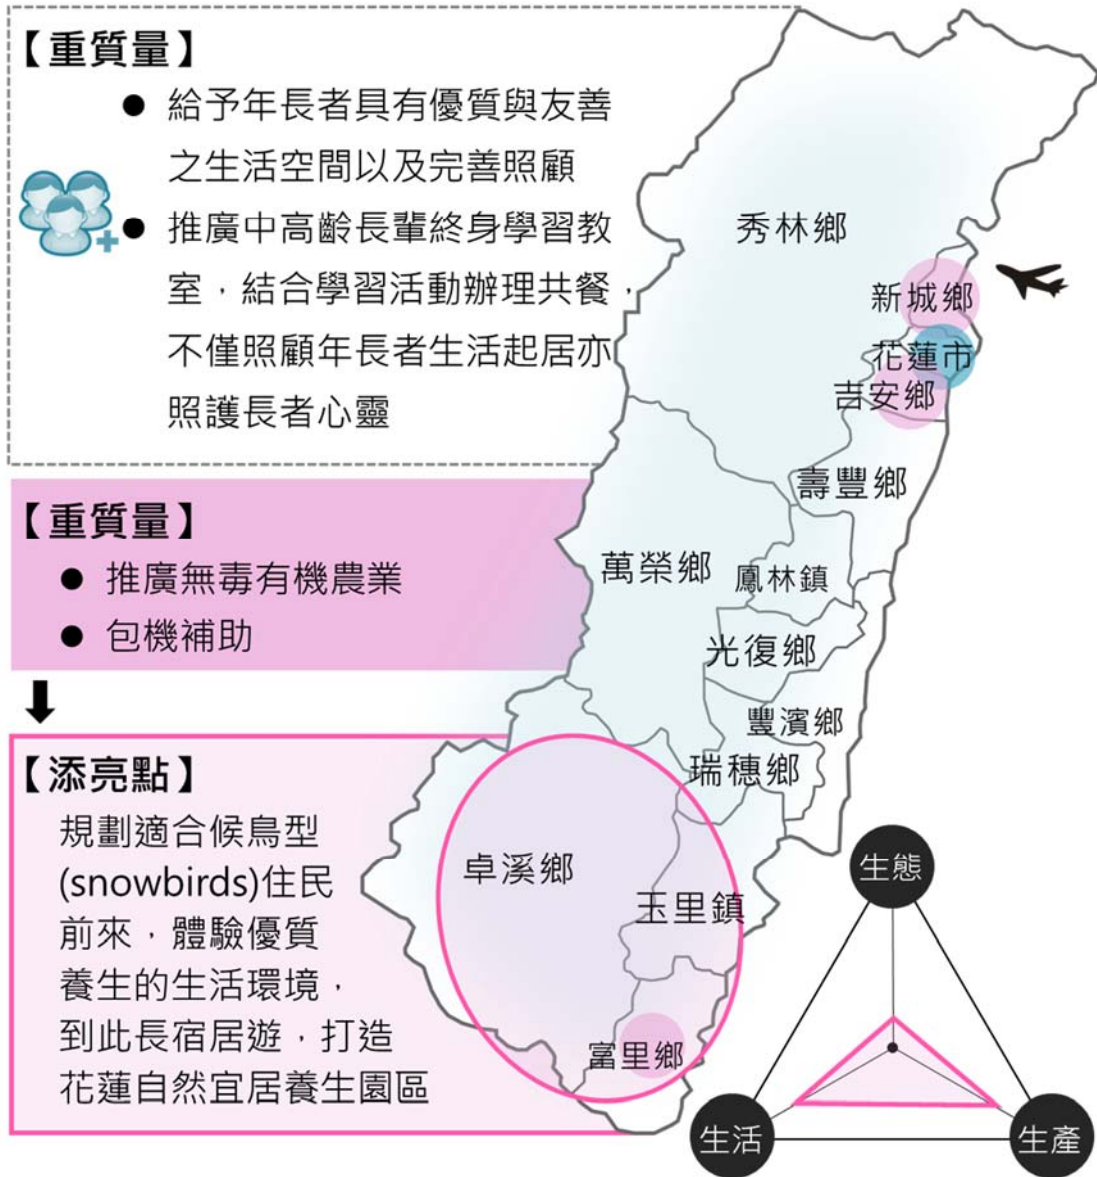 【重質量】
● 給予年長者具有優質與友善
之生活空間以及完善照顧
● 推廣中高齡長輩終身學習教
室，結合學習活動辦理共餐，
不僅照顧年長者生活起居亦
照護長者心靈
【重質量】
● 推廣無毒有機農業
● 包機補助
【添亮點】
規劃適合候鳥型
(snowbirds)住民
前來，體驗優質
養生的生活環境，
到此長宿居遊，打造
花蓮自然宜居養生園區
秀林鄉
新城鄉
花蓮市
吉安鄉
壽豐鄉
萬榮鄉
鳳林鎮
光復鄉
豐濱鄉
瑞穗鄉
卓溪鄉
玉里鎮
富里鄉
生態
生活
生產